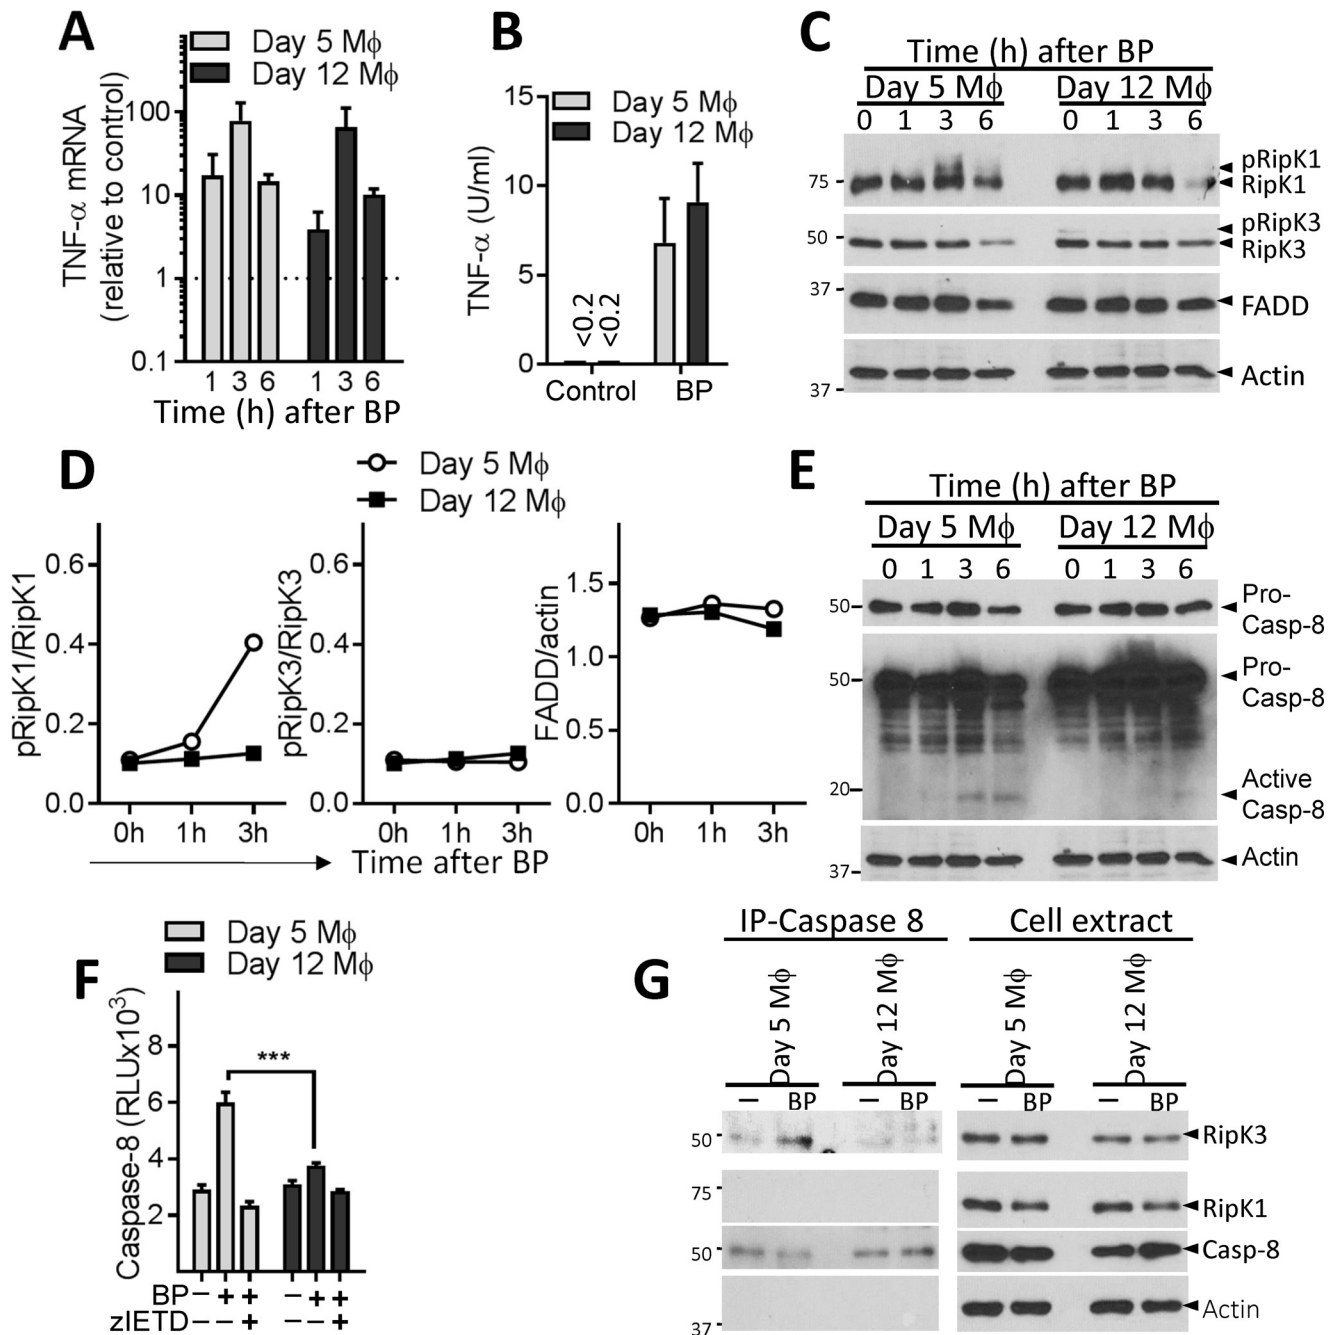 A
Day 5 Mϕ
Day 12 Mϕ
TNF-α mRNA
(relative to control)
100
10
1
0.1
1 3 6 1 3 6
Time (h) after BP
B
Day 5 Mϕ
Day 12 Mϕ
TNF-α (U/ml)
15
10
5
0
<0.2
<0.2
Control BP
C
Time (h) after BP
Day 5 Mϕ Day 12 Mϕ
0 1 3 6 0 1 3 6
75
pRipK1
RipK1
50
pRipK3
RipK3
37
FADD
37
Actin
D
Day 5 Mϕ
Day 12 Mϕ
pRipK1/RipK1
0.6
0.4
0.2
0.0
0h 1h 3h
pRipK3/RipK3
0.6
0.4
0.2
0.0
0h 1h 3h
FADD/actin
1.5
1.0
0.5
0.0
0h 1h 3h
Time after BP
E
Time (h) after BP
Day 5 Mϕ Day 12 Mϕ
0 1 3 6 0 1 3 6
50
Pro-
Casp-8
50
Pro-
Casp-8
20
Active
Casp-8
37
Actin
F
Day 5 Mϕ
Day 12 Mϕ
Caspase-8 (RLUx10³)
8
6
4
2
***
BP – + + – + +
zIETD – – + – – +
G
IP-Caspase 8 Cell extract
Day 5 Mϕ
Day 12 Mϕ
Day 5 Mϕ
Day 12 Mϕ
– BP – BP – BP – BP
50
RipK3
75
RipK1
50
Casp-8
37
Actin